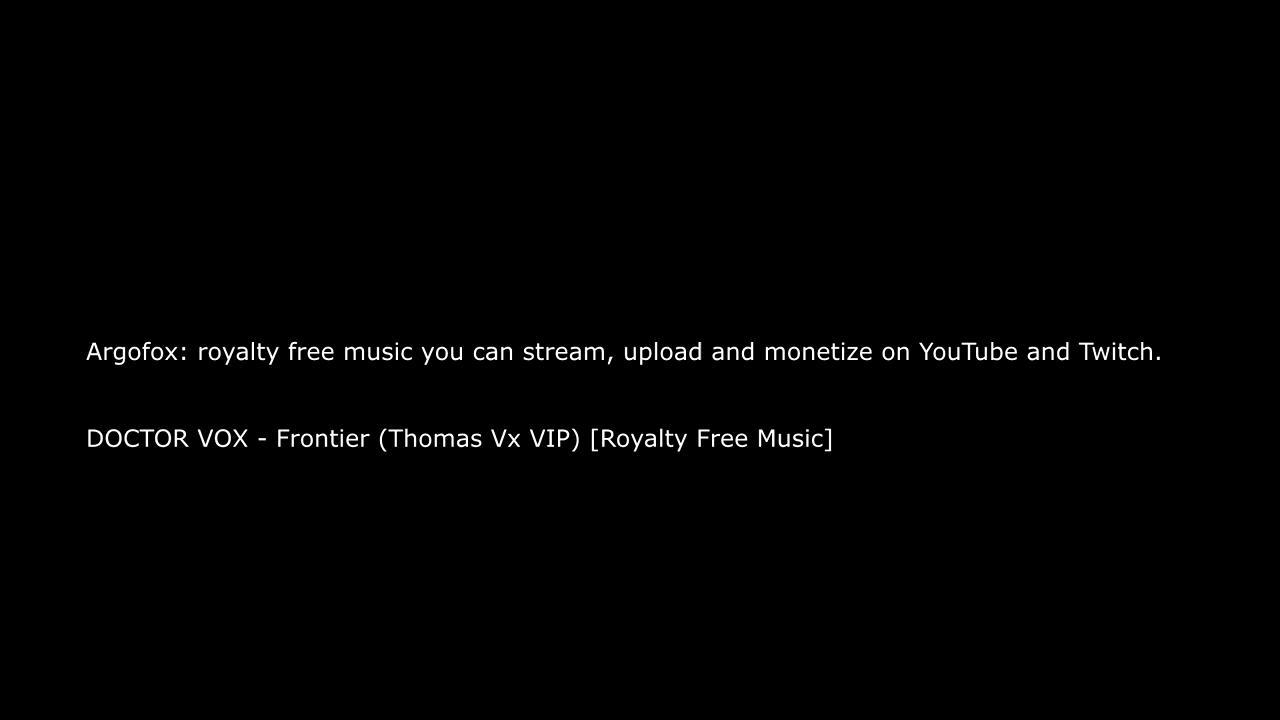 Argofox: royalty free music you can stream, upload and monetize on YouTube and Twitch.
DOCTOR VOX - Frontier (Thomas Vx VIP) [Royalty Free Music]